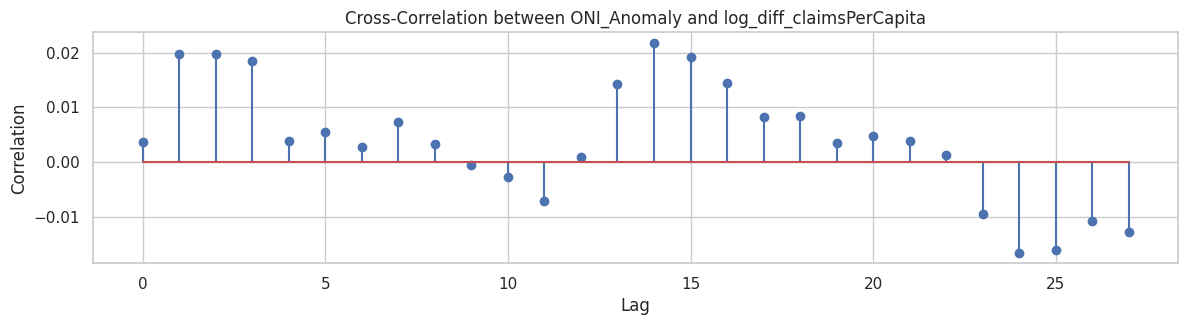 Cross-Correlation between ONI_Anomaly and log_diff_claimsPerCapita
0.02
0.01
0.00
−0.01
Correlation
0 5 10 15 20 25
Lag